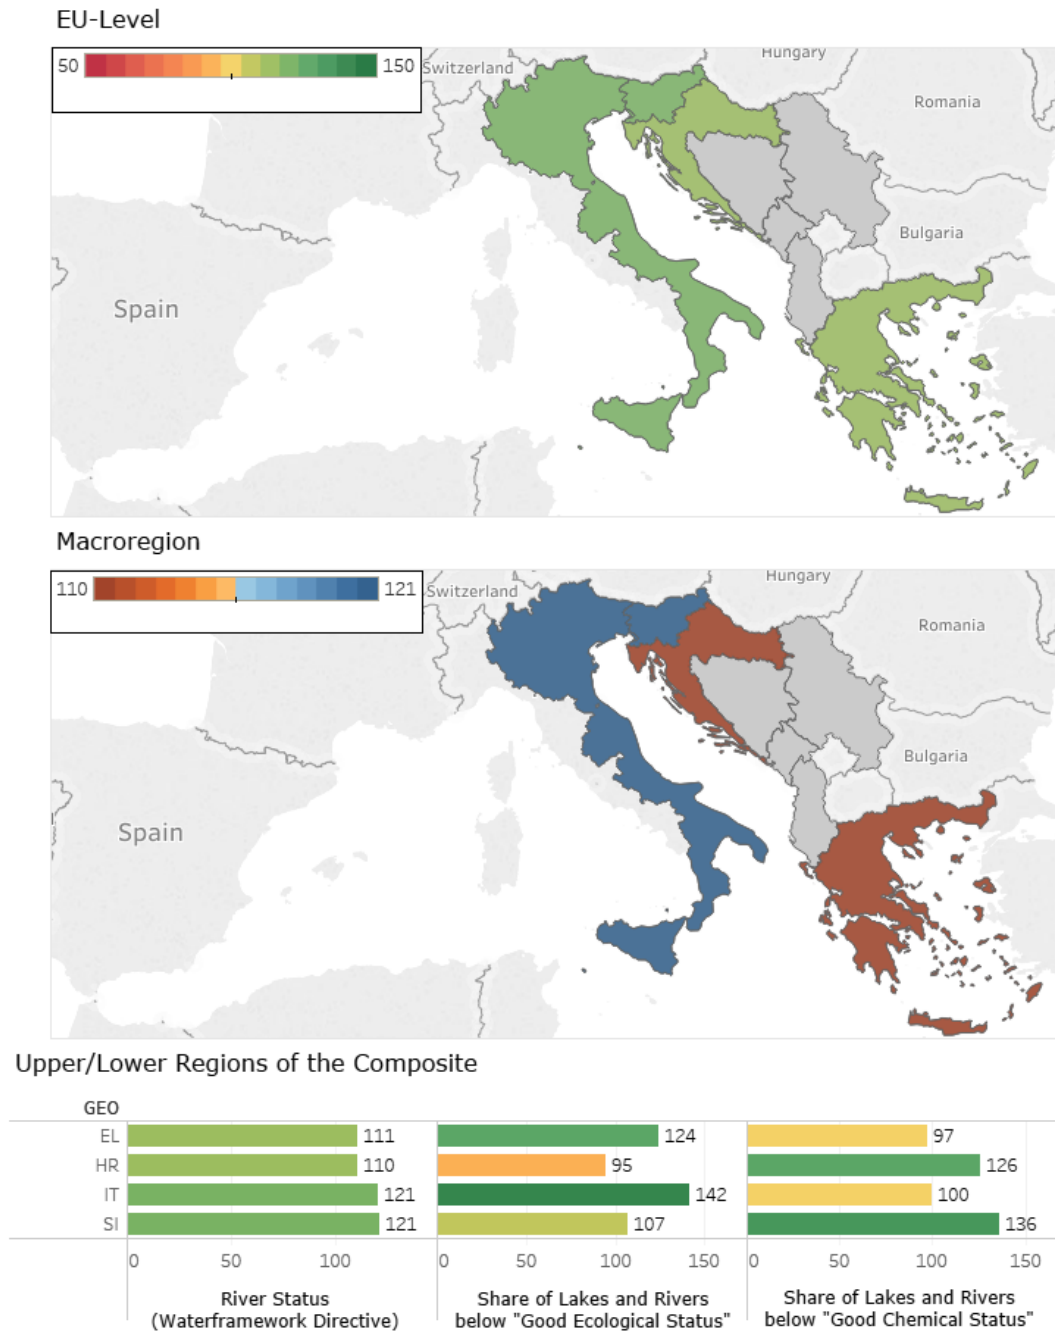 EU-Level
50 150
Switzerland
Hungary
Romania
Bulgaria
Spain
Macroregion
110 121
Switzerland
Hungary
Romania
Bulgaria
Spain
Upper/Lower Regions of the Composite
GEO
EL 111 124 97
HR 110 95 126
IT 121 142 100
SI 121 107 136
0 50 100 0 50 100 150 0 50 100 150
River Status
(Waterframework Directive)
Share of Lakes and Rivers
below "Good Ecological Status"
Share of Lakes and Rivers
below "Good Chemical Status"